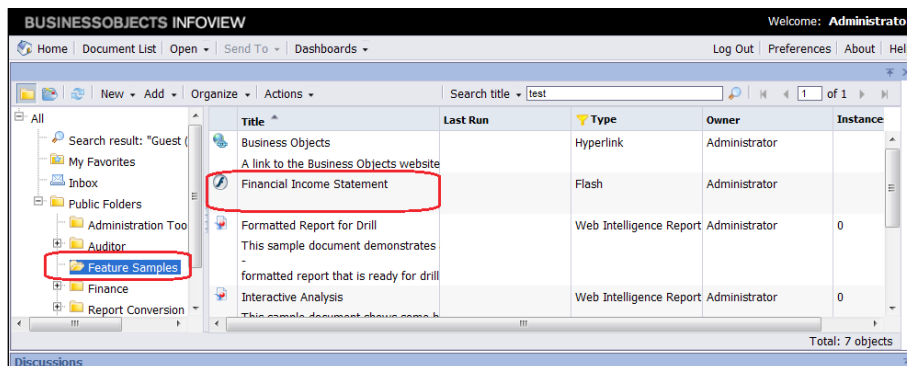 BUSINESSOBJECTS INFOVIEW Welcome: Administrato
Home Document List Open Send To Dashboards Log Out Preferences About Hel
New Add Organize Actions Search title test 1 of 1
All
Search result: "Guest (
My Favorites
Inbox
Public Folders
Administration Too
Auditor
Feature Samples
Finance
Report Conversion
Title Last Run Type Owner Instance
Business Objects Hyperlink Administrator
A link to the Business Objects website
Financial Income Statement Flash Administrator
Formatted Report for Drill Web Intelligence Report Administrator 0
This sample document demonstrates
-
formatted report that is ready for drill
Interactive Analysis Web Intelligence Report Administrator 0
This sample document shows some
Total: 7 objects
Discussions